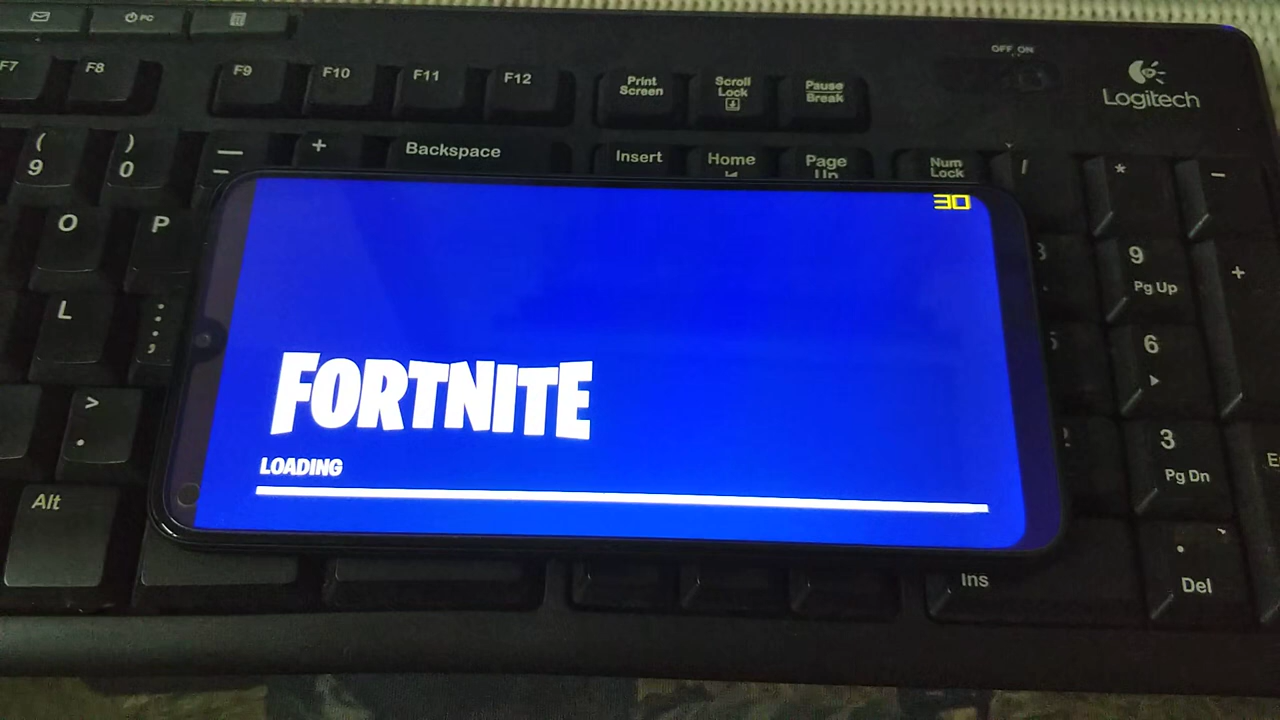 PC
OFF ON
F7 F8 F9 F10 F11 F12
Print Screen
Scroll Lock
Pause Break
Logitech
( 9
) 0
— –
+
Backspace
Insert
Home
Page Up
Num Lock
/
*
–
30
O P
9 Pg Up
+
L
: ;
6
FORTNITE
> .
3 Pg Dn
LOADING
Alt
Ins
. Del